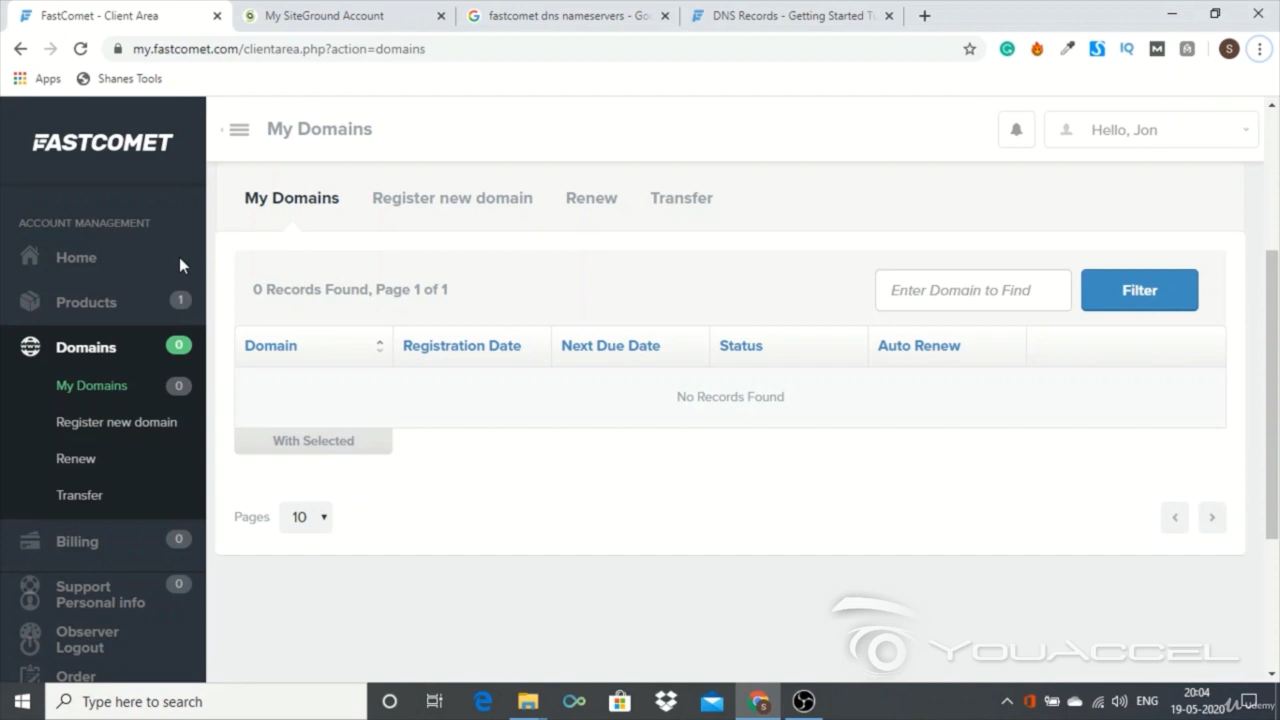 FastComet - Client Area
My SiteGround Account
fastcomet dns nameservers - Go
DNS Records - Getting Started T
my.fastcomet.com/clientarea.php?action=domains
IQ
S
Apps
Shanes Tools
FASTCOMET
My Domains
Hello, Jon
My Domains
Register new domain
Renew
Transfer
ACCOUNT MANAGEMENT
Home
Products
1
Domains
0
My Domains
0
Register new domain
Renew
Transfer
Billing
0
Support
0
Personal info
Observer
Logout
Order
0 Records Found, Page 1 of 1
Enter Domain to Find
Filter
Domain
Registration Date
Next Due Date
Status
Auto Renew
No Records Found
With Selected
Pages
10
YOUACCEL
Type here to search
ENG
20:04
19-05-2020
Udemy